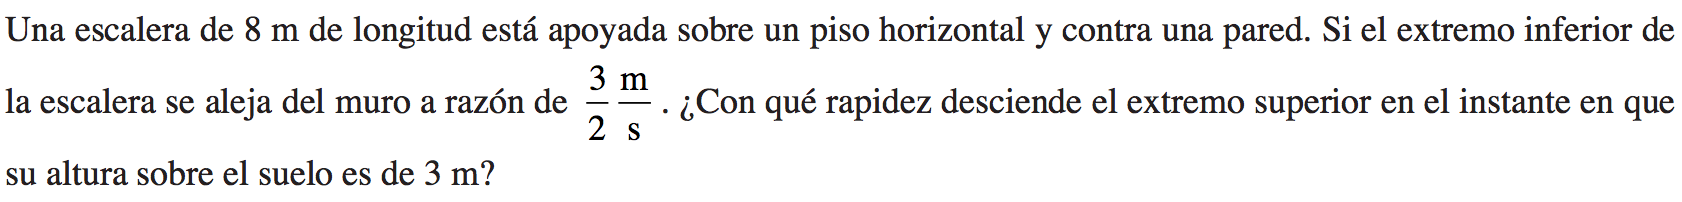 Una escalera de 8 m de longitud está apoyada sobre un piso horizontal y contra una pared. Si el extremo inferior de
la escalera se aleja del muro a razón de 3/2 m/s . ¿Con qué rapidez desciende el extremo superior en el instante en que
su altura sobre el suelo es de 3 m?